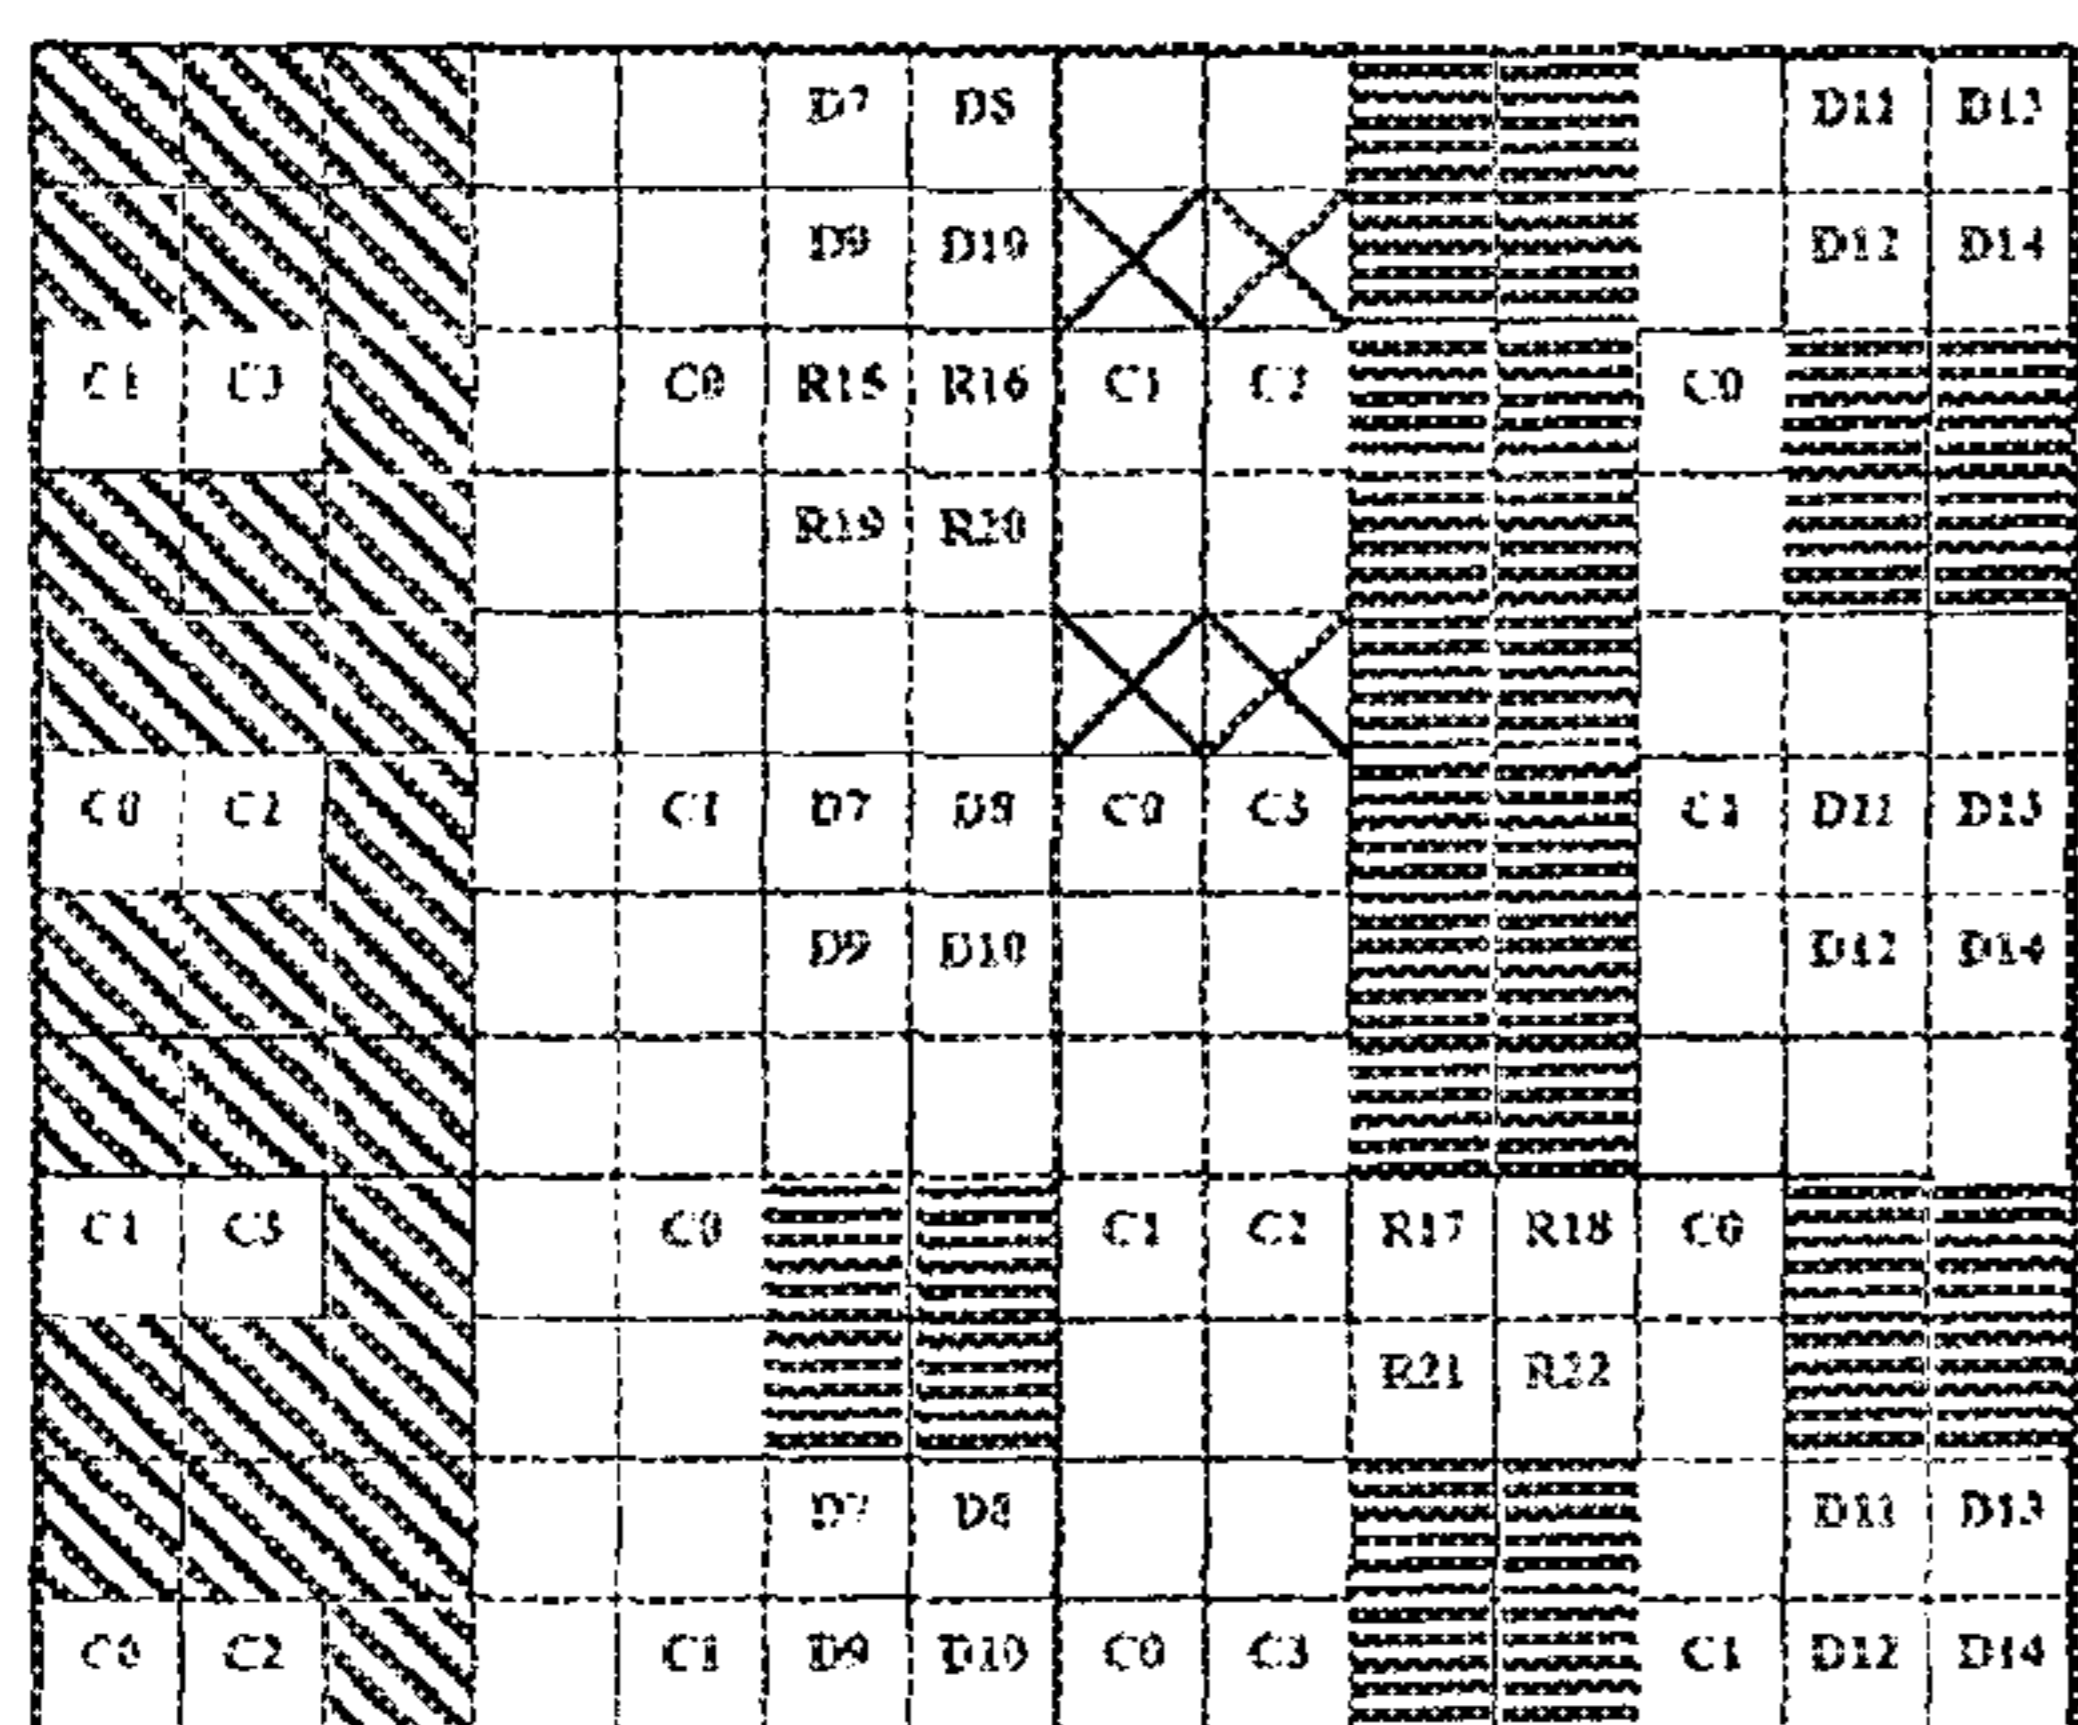 D7 D8 D11 D13
D9 D10 D12 D14
C1 C3 C0 R15 R16 C1 C2 C0
R19 R20
C0 C2 C1 D7 D8 C0 C3 C1 D11 D13
D9 D10 D12 D14
C1 C3 C0 C1 C2 R17 R18 C0
R21 R22
D7 D8 D11 D13
C0 C2 C1 D9 D10 C0 C3 C1 D12 D14